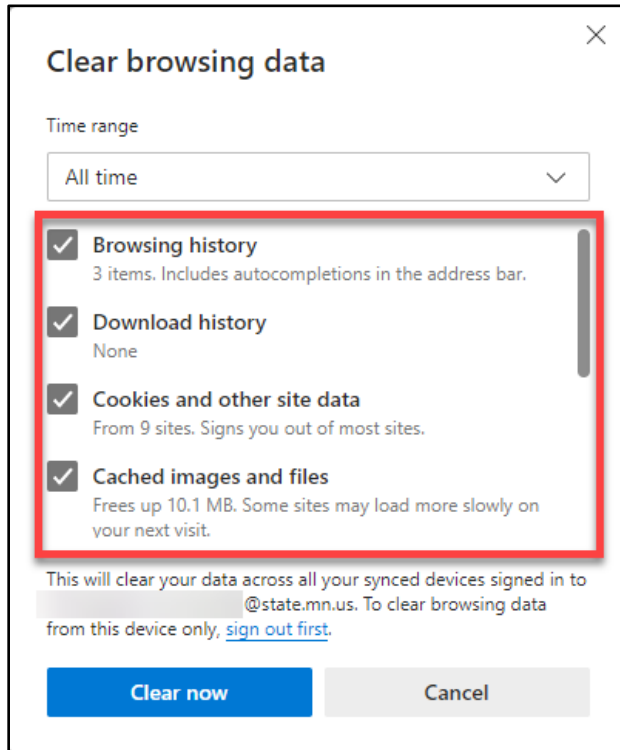 Clear browsing data
Time range
All time
Browsing history
3 items. Includes autocompletions in the address bar.
Download history
None
Cookies and other site data
From 9 sites. Signs you out of most sites.
Cached images and files
Frees up 10.1 MB. Some sites may load more slowly on
your next visit.
This will clear your data across all your synced devices signed in to
@state.mn.us. To clear browsing data
from this device only, sign out first.
Clear now
Cancel